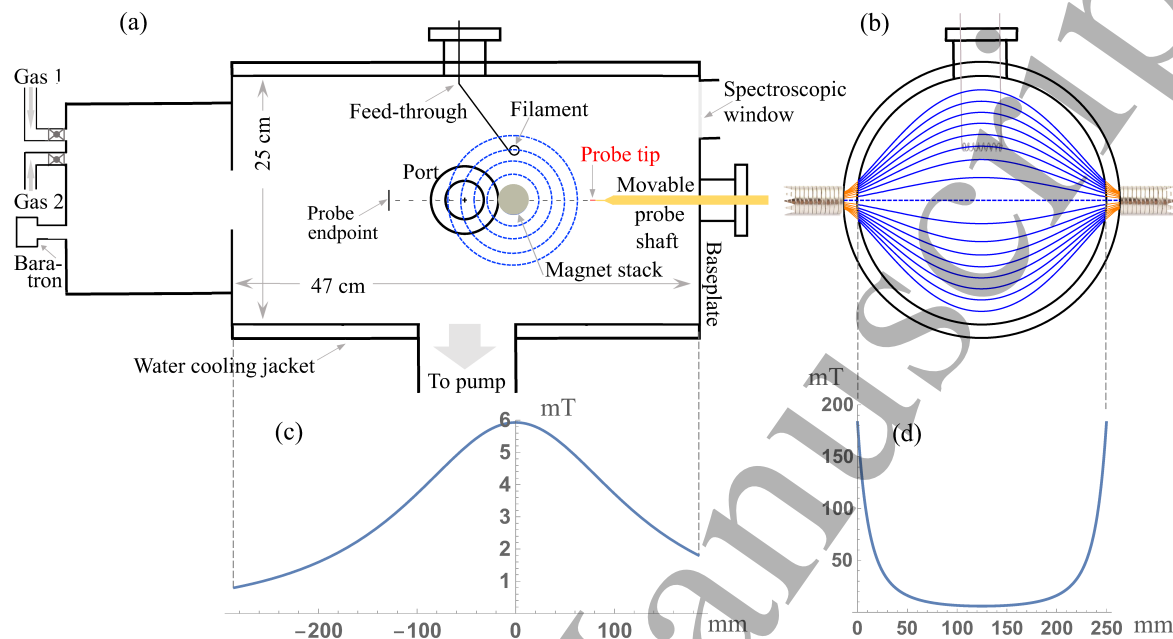 (a)
(b)
Gas 1
Gas 2
Bara-
tron
25 cm
47 cm
Feed-through
Filament
Port
Probe
endpoint
Probe tip
Movable
probe
shaft
Magnet stack
Spectroscopic
window
Baseplate
Water cooling jacket
To pump
(c)
mT
6
5
4
3
2
1
−200
−100
0
100
mm
(d)
mT
200
150
100
50
0
50
100
150
200
250
mm
anuscrip